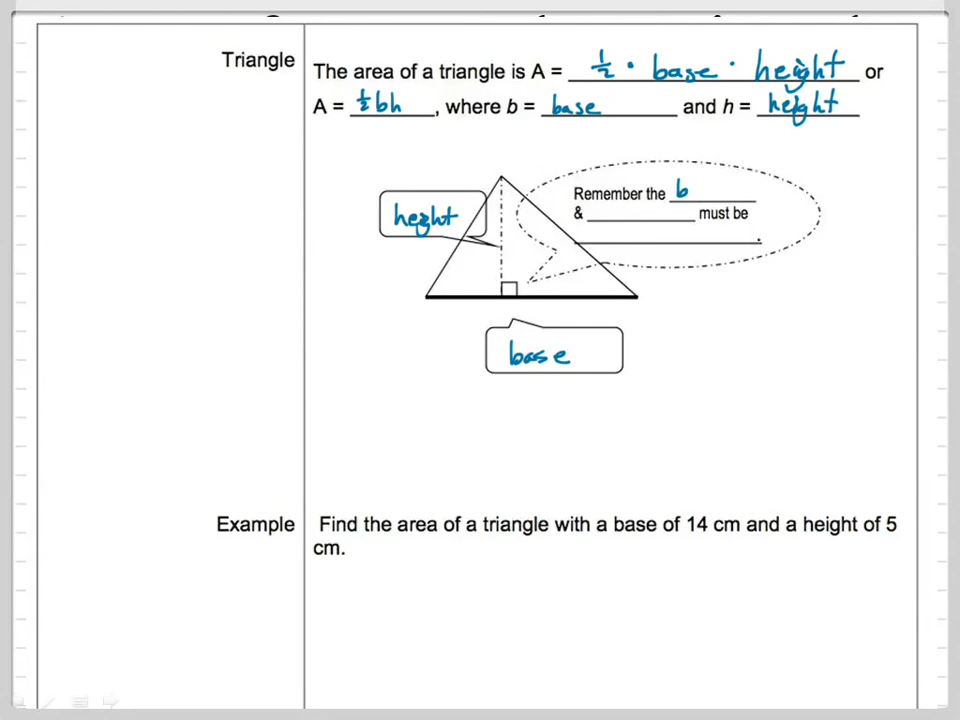 Triangle
The area of a triangle is A = ½ · base · height or
A = ½ bh, where b = base and h = height
Remember the b
& must be
.
height
base
Example
Find the area of a triangle with a base of 14 cm and a height of 5
cm.